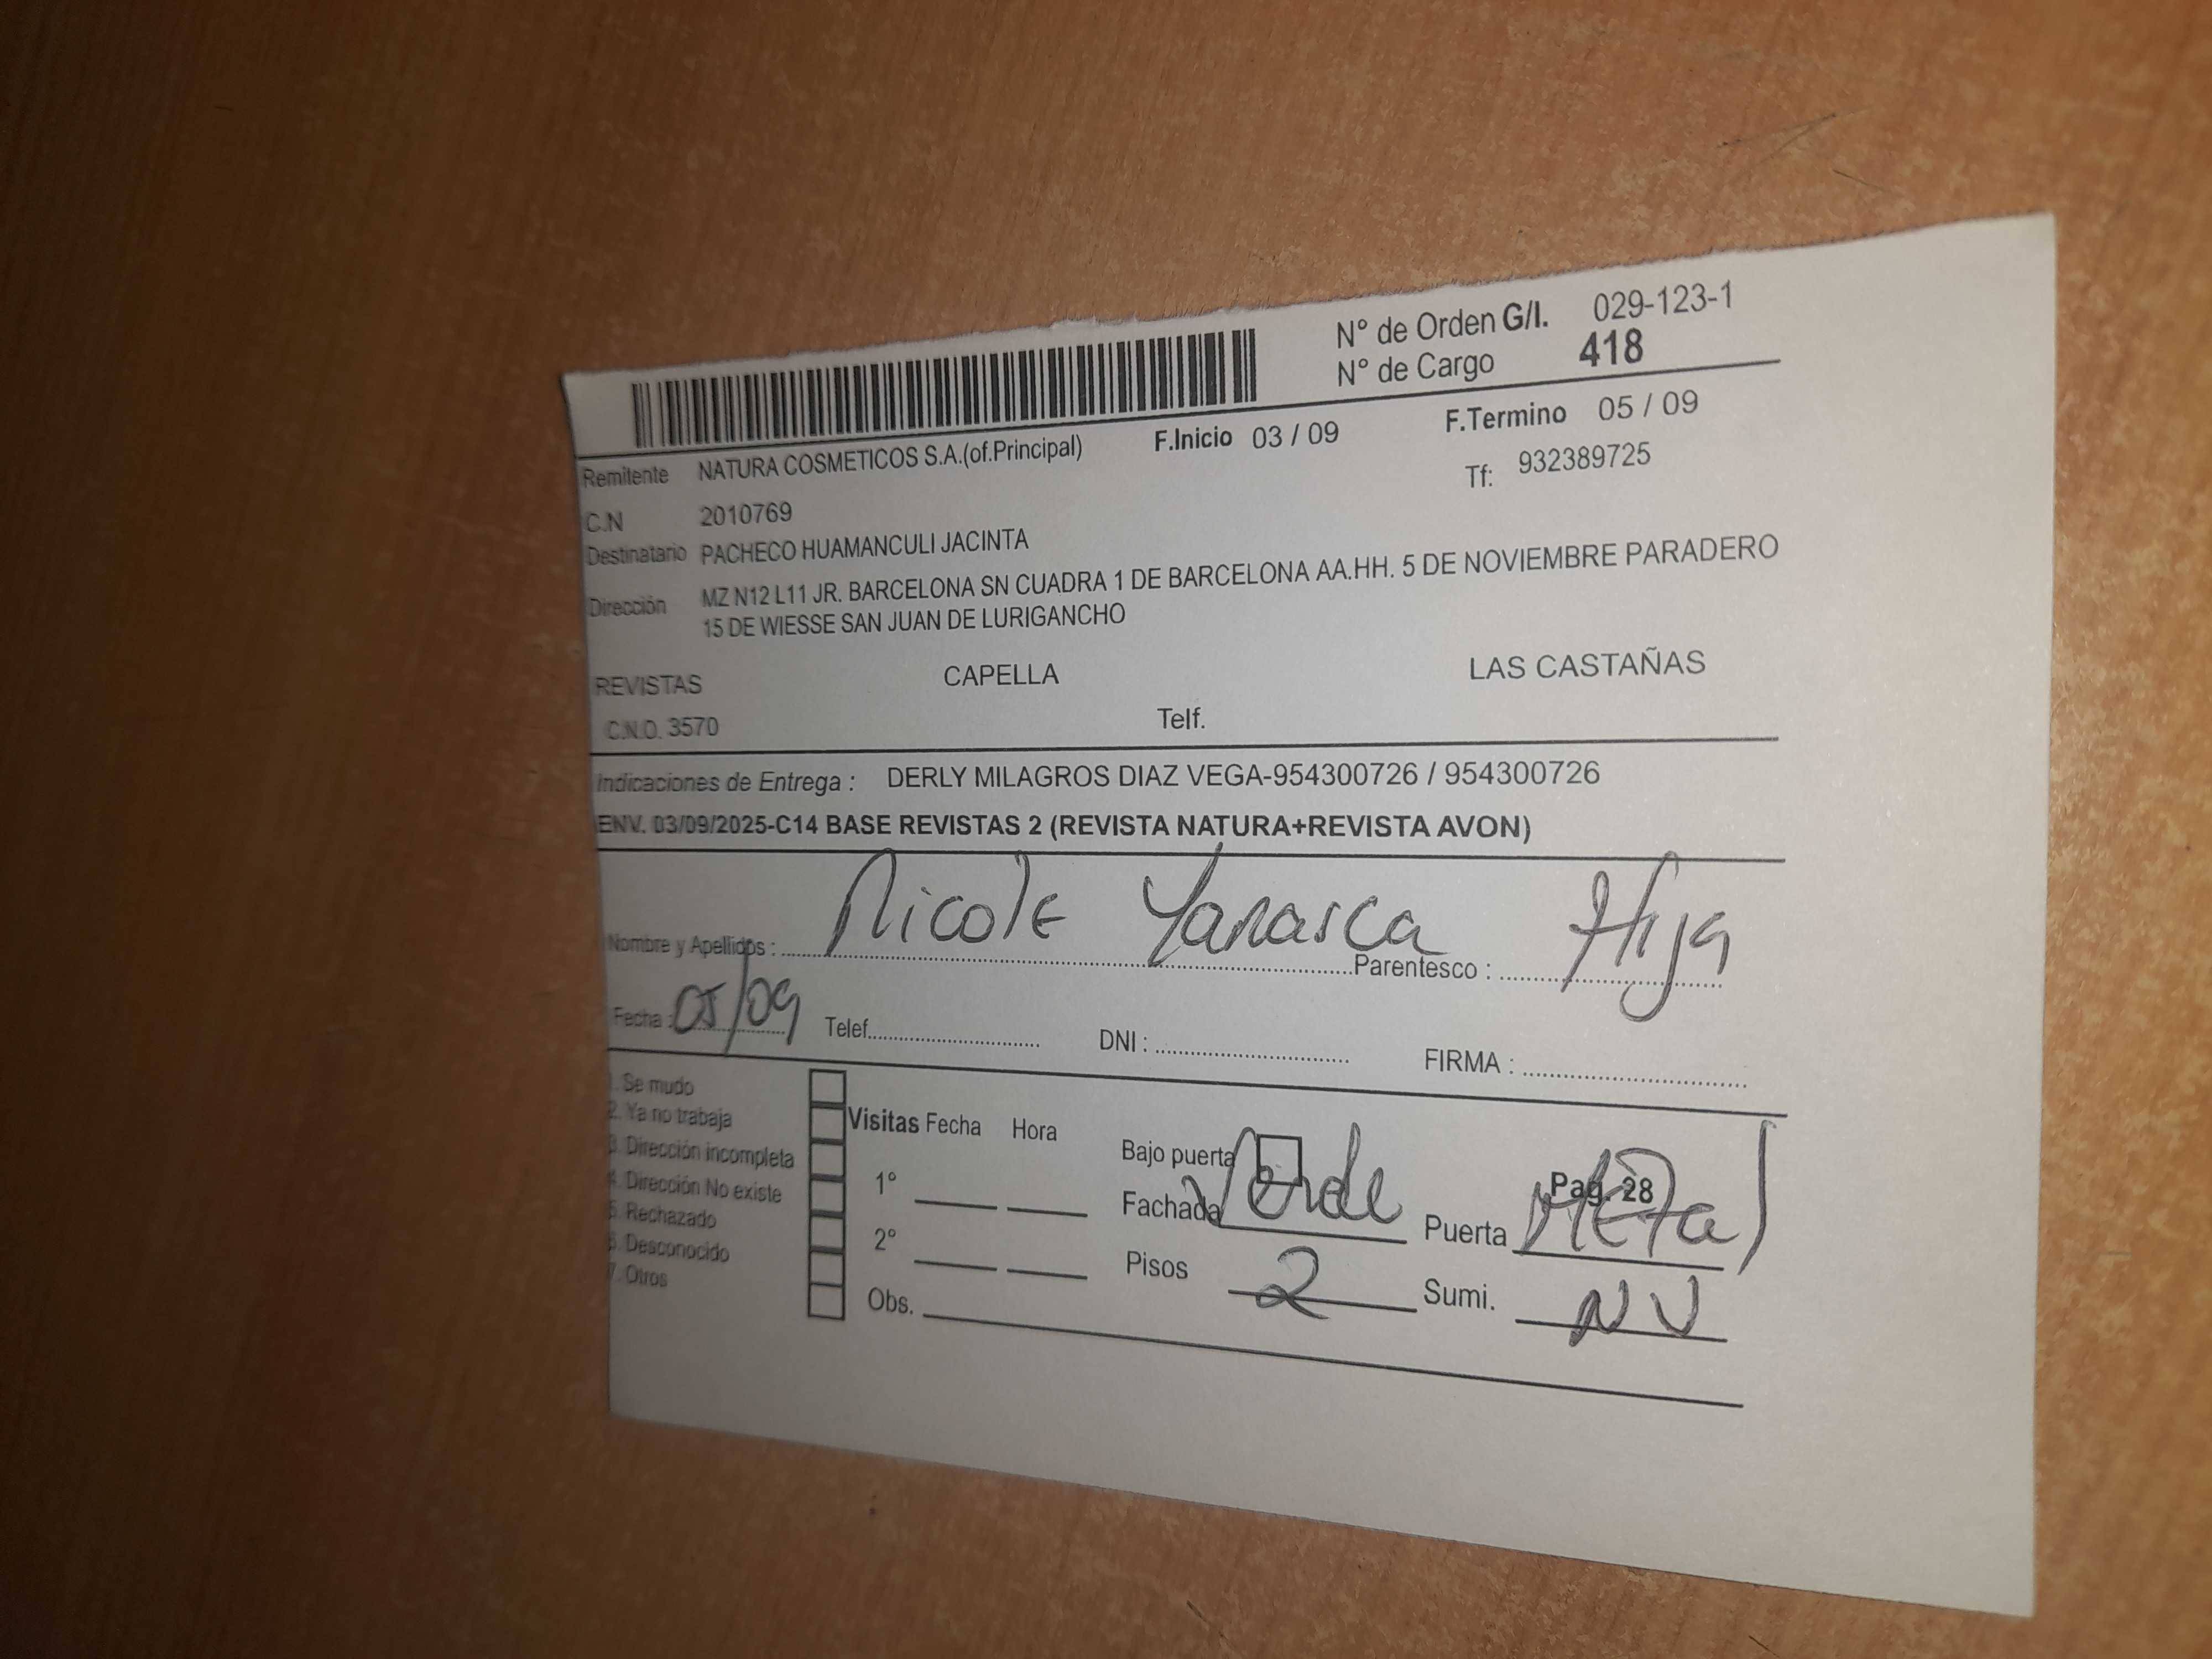 N° de Orden G/I. 029-123-1
N° de Cargo 418
Remitente NATURA COSMETICOS S.A.(of.Principal) F.Inicio 03 / 09 F.Termino 05 / 09
C.N 2010769 Tf: 932389725
Destinatario PACHECO HUAMANCULI JACINTA
Dirección MZ N12 L11 JR. BARCELONA SN CUADRA 1 DE BARCELONA AA.HH. 5 DE NOVIEMBRE PARADERO
15 DE WIESSE SAN JUAN DE LURIGANCHO
REVISTAS CAPELLA LAS CASTAÑAS
C.N.O. 3570 Telf.
Indicaciones de Entrega : DERLY MILAGROS DIAZ VEGA-954300726 / 954300726
ENV. 03/09/2025-C14 BASE REVISTAS 2 (REVISTA NATURA+REVISTA AVON)
Nombre y Apellidos : Nicole Yanasca Parentesco : Hija
Fecha : 05/09 Telef. DNI : FIRMA :
1. Se mudo
2. Ya no trabaja
3. Dirección incompleta
4. Dirección No existe
5. Rechazado
6. Desconocido
7. Otros
Visitas Fecha Hora
1°
2°
Obs.
Bajo puerta
Pag. 28
Fachada Verde Puerta Metal
Pisos 2 Sumi. NV